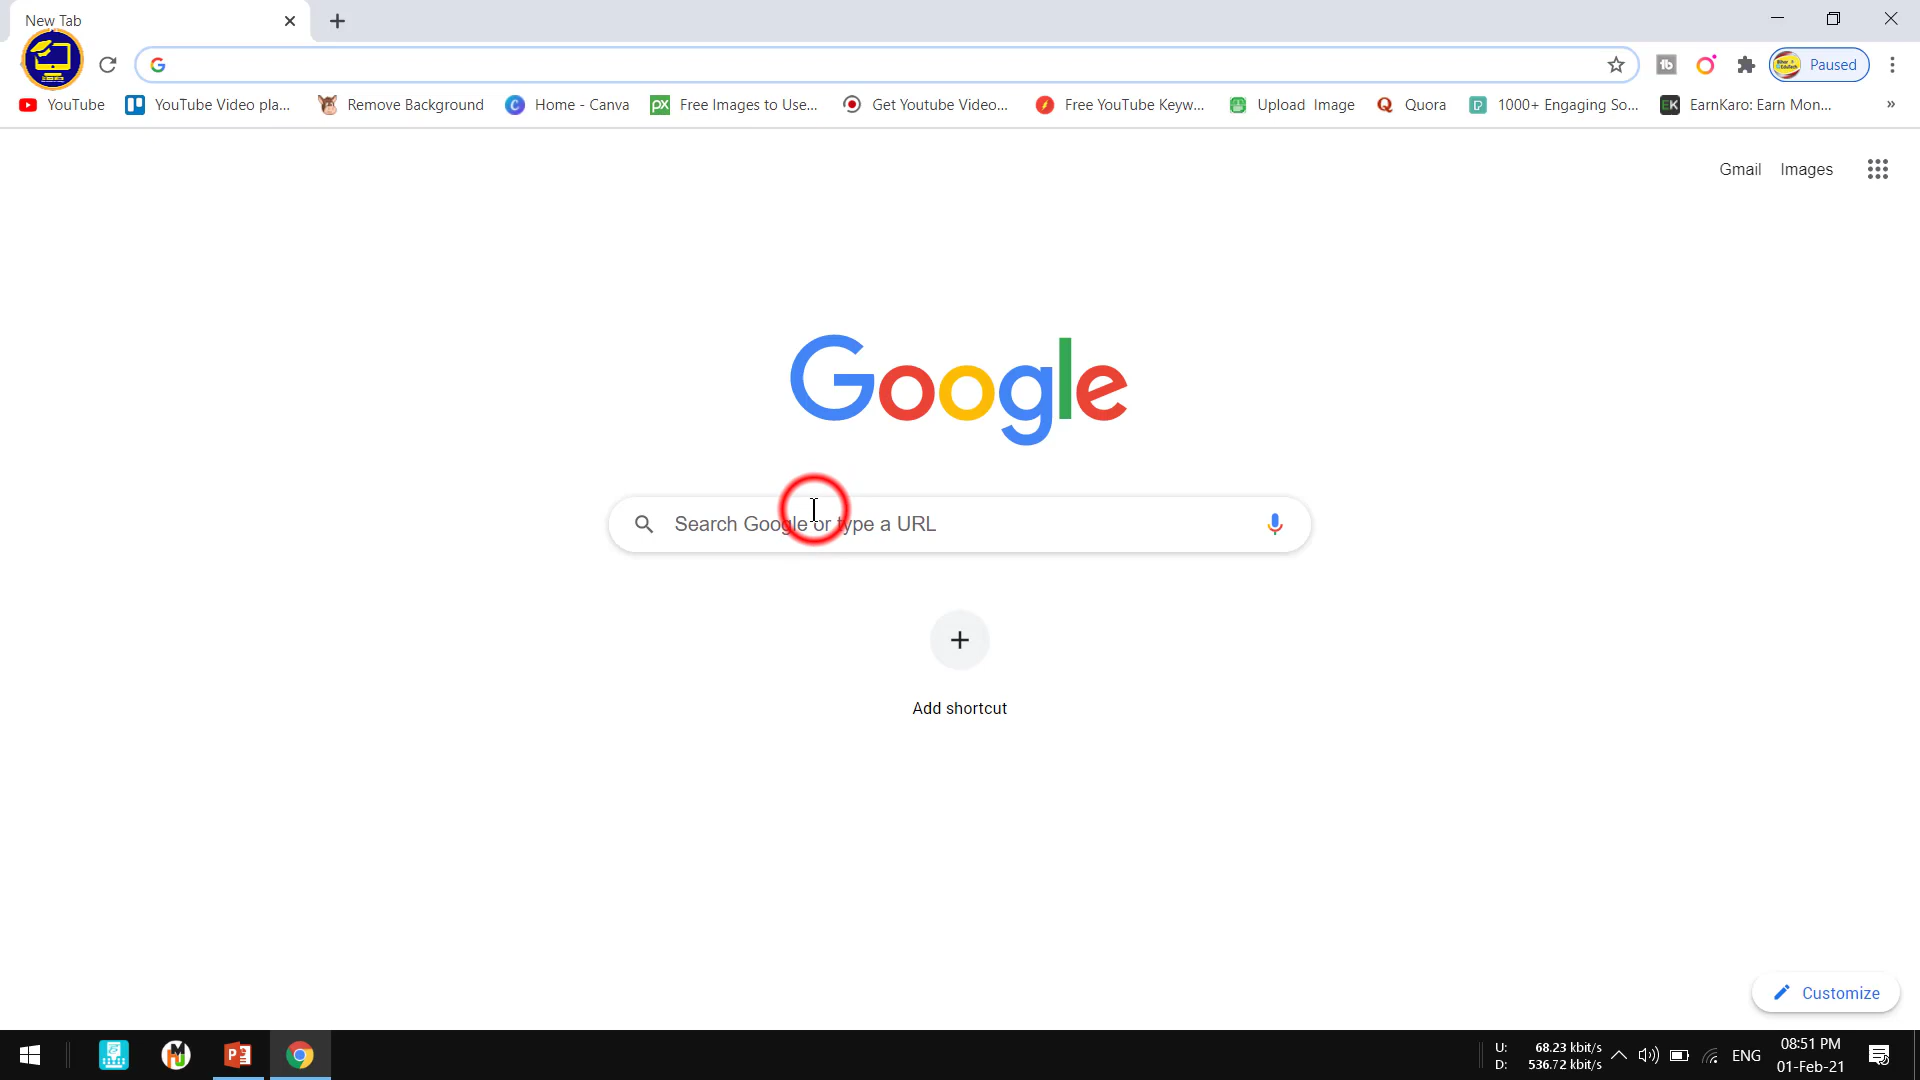 New Tab
Paused
YouTube
YouTube Video pla...
Remove Background
Home - Canva
Free Images to Use...
Get Youtube Video...
Free YouTube Keyw...
Upload Image
Quora
1000+ Engaging So...
EarnKaro: Earn Mon...
Gmail
Images
Google
Search Google or type a URL
Add shortcut
Customize
U: 68.23 kbit/s
D: 536.72 kbit/s
ENG
08:51 PM
01-Feb-21